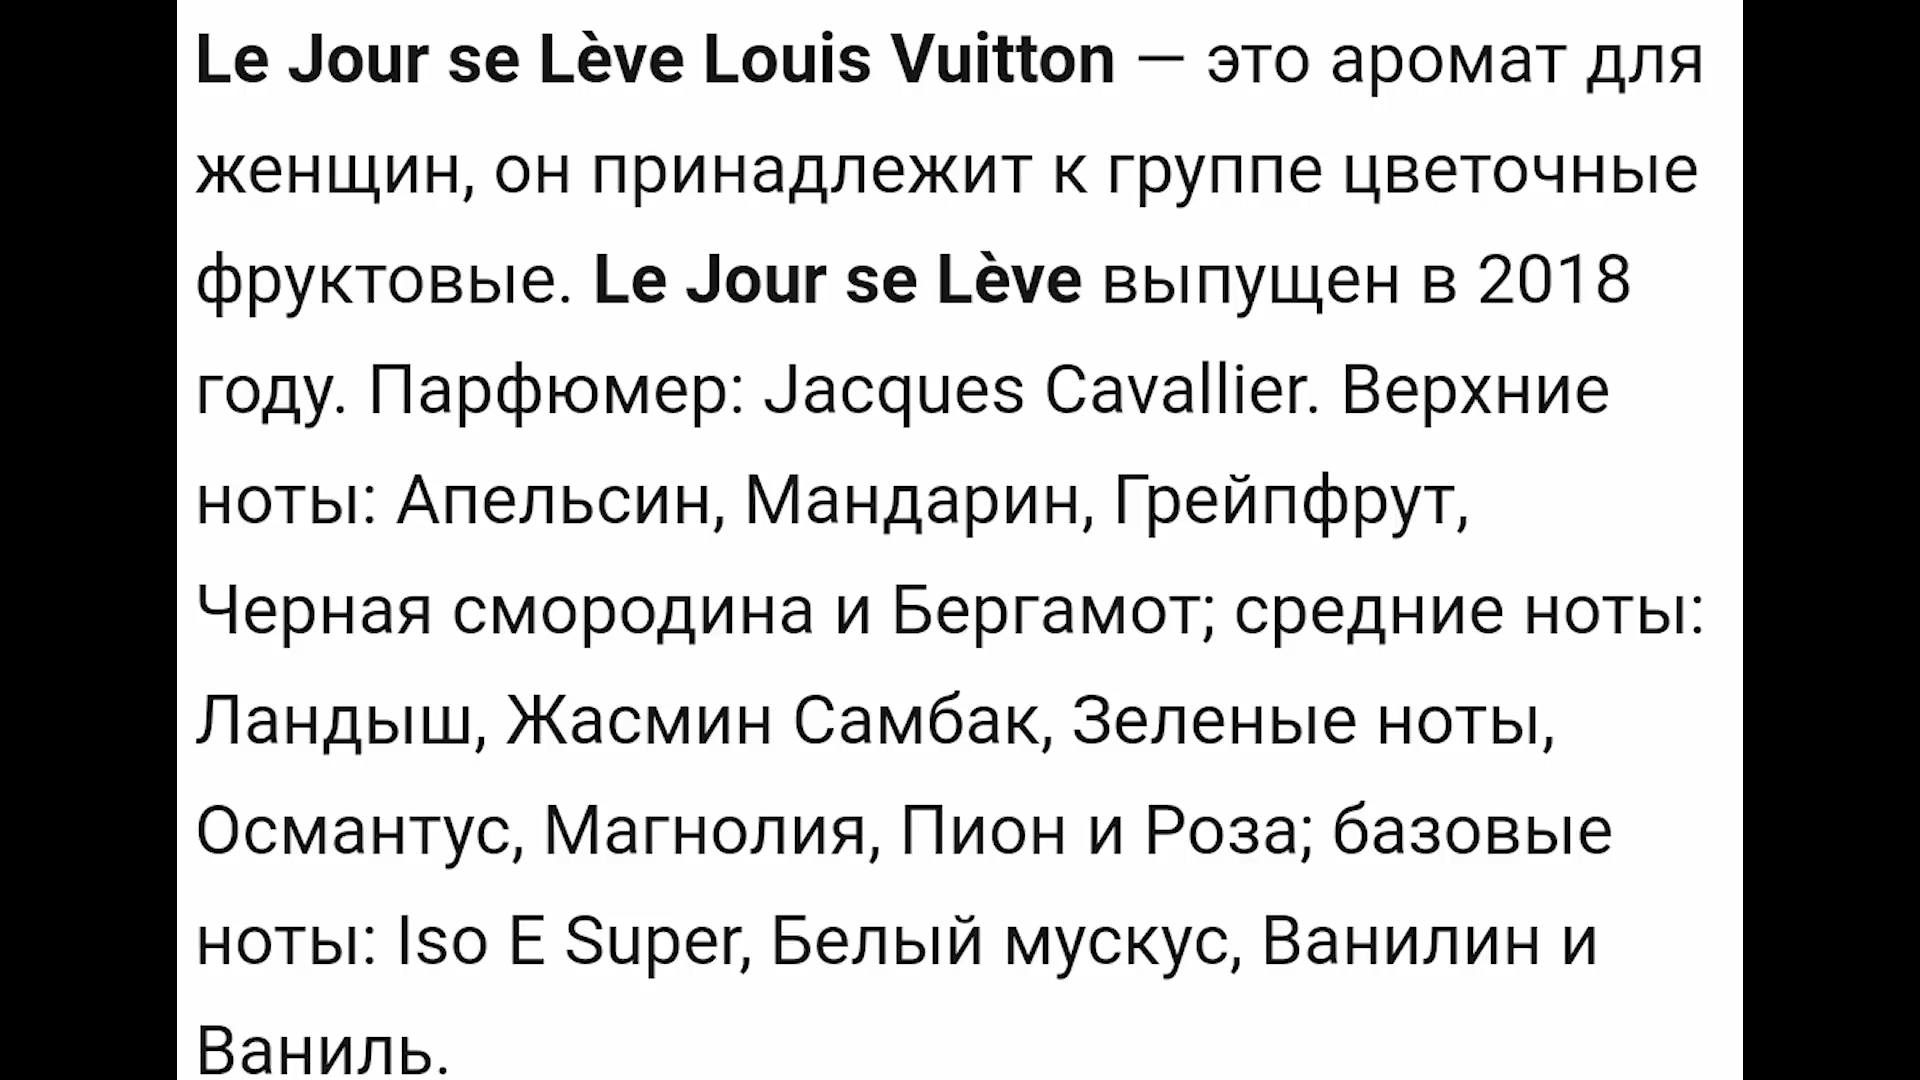 Le Jour se Lève Louis Vuitton — это аромат для
женщин, он принадлежит к группе цветочные
фруктовые. Le Jour se Lève выпущен в 2018
году. Парфюмер: Jacques Cavallier. Верхние
ноты: Апельсин, Мандарин, Грейпфрут,
Черная смородина и Бергамот; средние ноты:
Ландыш, Жасмин Самбак, Зеленые ноты,
Османтус, Магнолия, Пион и Роза; базовые
ноты: Iso E Super, Белый мускус, Ванилин и
Ваниль.